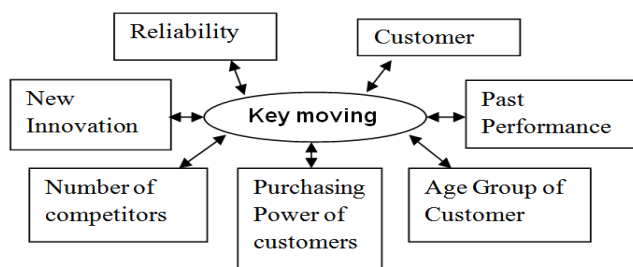 Reliability
Customer
New
Innovation
Key moving
Past
Performance
Number of
competitors
Purchasing
Power of
customers
Age Group of
Customer